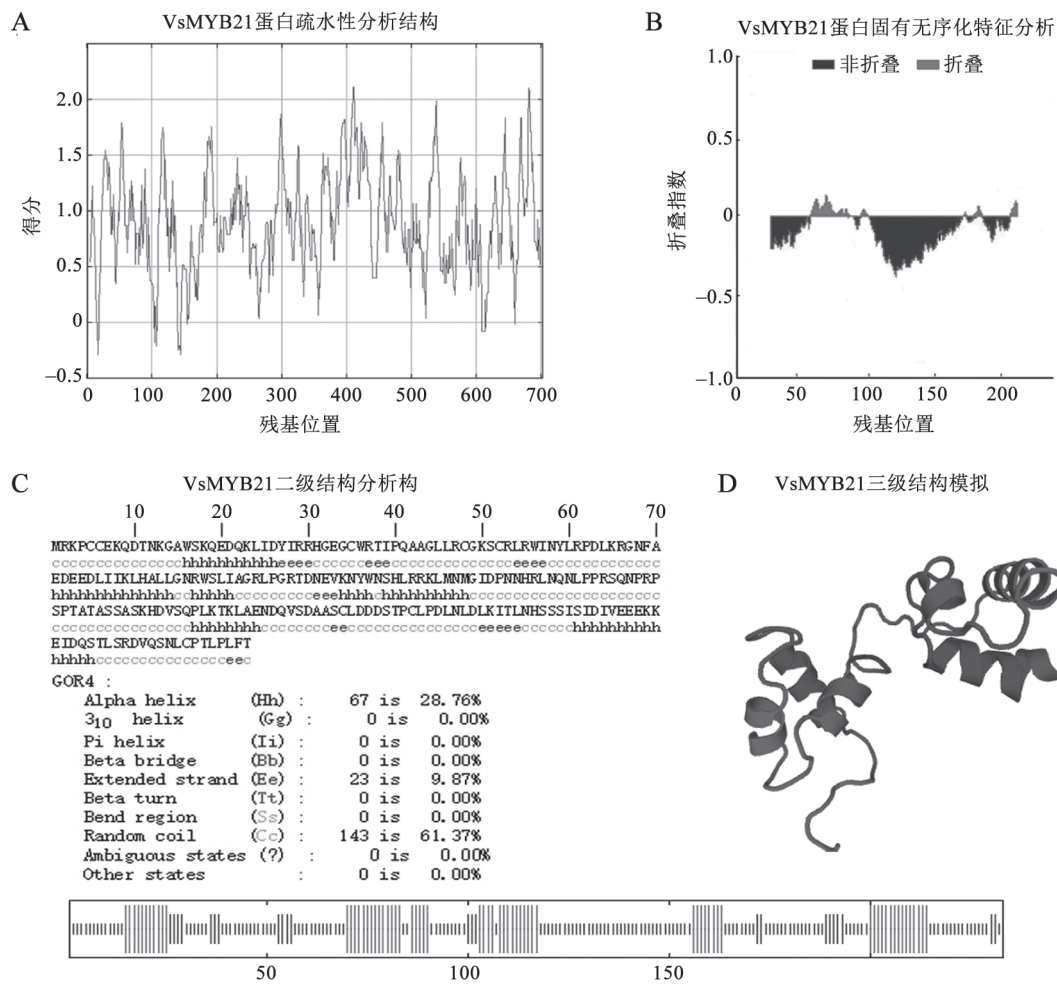 A
VsMYB21蛋白疏水性分析结构
得分
2.0
1.5
1.0
0.5
0
−0.5
0 100 200 300 400 500 600 700
残基位置
B
VsMYB21蛋白固有无序化特征分析
非折叠 折叠
折叠指数
1.0
0.5
0
−0.5
−1.0
0 50 100 150 200
残基位置
C
VsMYB21二级结构分析构
10 20 30 40 50 60 70
MRKPCCEKQDTNKGAWSKQEDQKLIDYIRRHGEGCWRTIPQAAGLLRCGKSCRLRWINYLRPDLKRGNFA
ccccccccccccccchhhhhhhhhhheeeeccccccceeeccccccccccccceeeecccccccccccccc
EDEEDLIIKLHALLGNRWSLIAGRLPGRTDNEVKNYWNSHLRRKLMNMGIDPNNHRLNQNLPPRSQNPRP
hhhhhhhhhhhhhhcchhhhhccccccccceeehhhhchhhhhhhhhhcccccccccccccccccccccc
SPTATASSASKHDVSQPLKTKLAENDQVSDAASCLDDDSTPCLPDLNLDLKITLNHSSSISIDIVEEEKK
cccccccccccccccchhhhhhhhcccccccceecccccccccccccccceeeeecccccchhhhhhhhhh
EIDQSTLSRDVQSNLCPTLPLFT
hhhhhccccccccccccccceec
GOR4 :
Alpha helix (Hh) : 67 is 28.76%
3₁₀ helix (Gg) : 0 is 0.00%
Pi helix (Ii) : 0 is 0.00%
Beta bridge (Bb) : 0 is 0.00%
Extended strand (Ee) : 23 is 9.87%
Beta turn (Tt) : 0 is 0.00%
Bend region (Ss) : 0 is 0.00%
Random coil (Cc) : 143 is 61.37%
Ambiguous states (?) : 0 is 0.00%
Other states : 0 is 0.00%
50 100 150
D
VsMYB21三级结构模拟